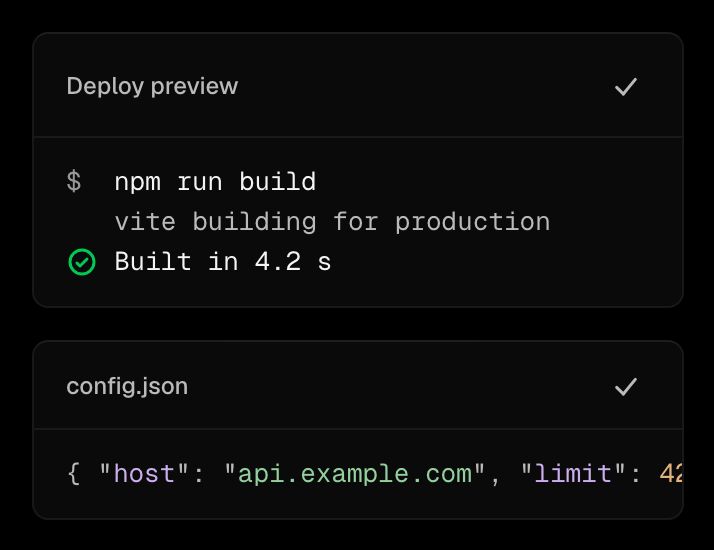 Deploy preview
$ npm run build
vite building for production
Built in 4.2 s
config.json
{ "host": "api.example.com", "limit": 42